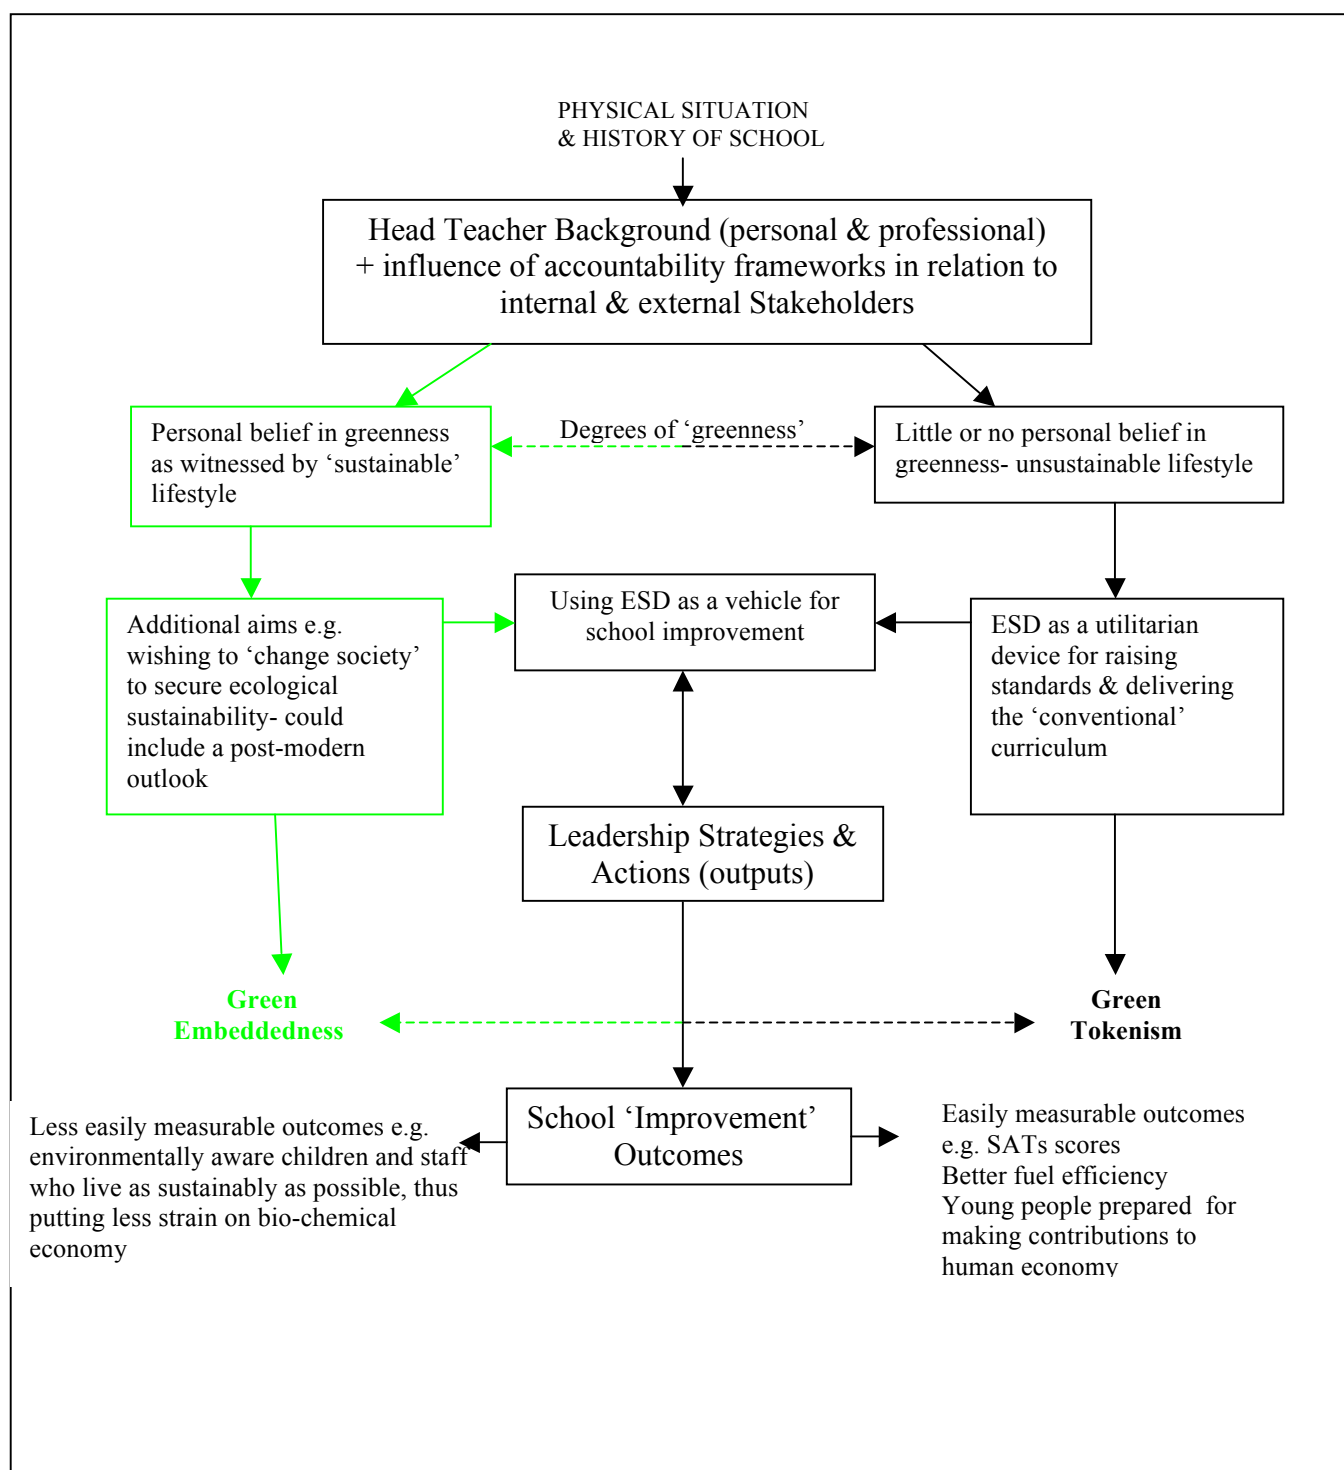 PHYSICAL SITUATION
& HISTORY OF SCHOOL
Head Teacher Background (personal & professional)
+ influence of accountability frameworks in relation to
internal & external Stakeholders
Personal belief in greenness
as witnessed by ‘sustainable’
lifestyle
Degrees of ‘greenness’
Little or no personal belief in
greenness- unsustainable lifestyle
Additional aims e.g.
wishing to ‘change society’
to secure ecological
sustainability- could
include a post-modern
outlook
Using ESD as a vehicle for
school improvement
ESD as a utilitarian
device for raising
standards & delivering
the ‘conventional’
curriculum
Leadership Strategies &
Actions (outputs)
Green
Embeddedness
Green
Tokenism
School ‘Improvement’
Outcomes
Less easily measurable outcomes e.g.
environmentally aware children and staff
who live as sustainably as possible, thus
putting less strain on bio-chemical
economy
Easily measurable outcomes
e.g. SATs scores
Better fuel efficiency
Young people prepared  for
making contributions to
human economy